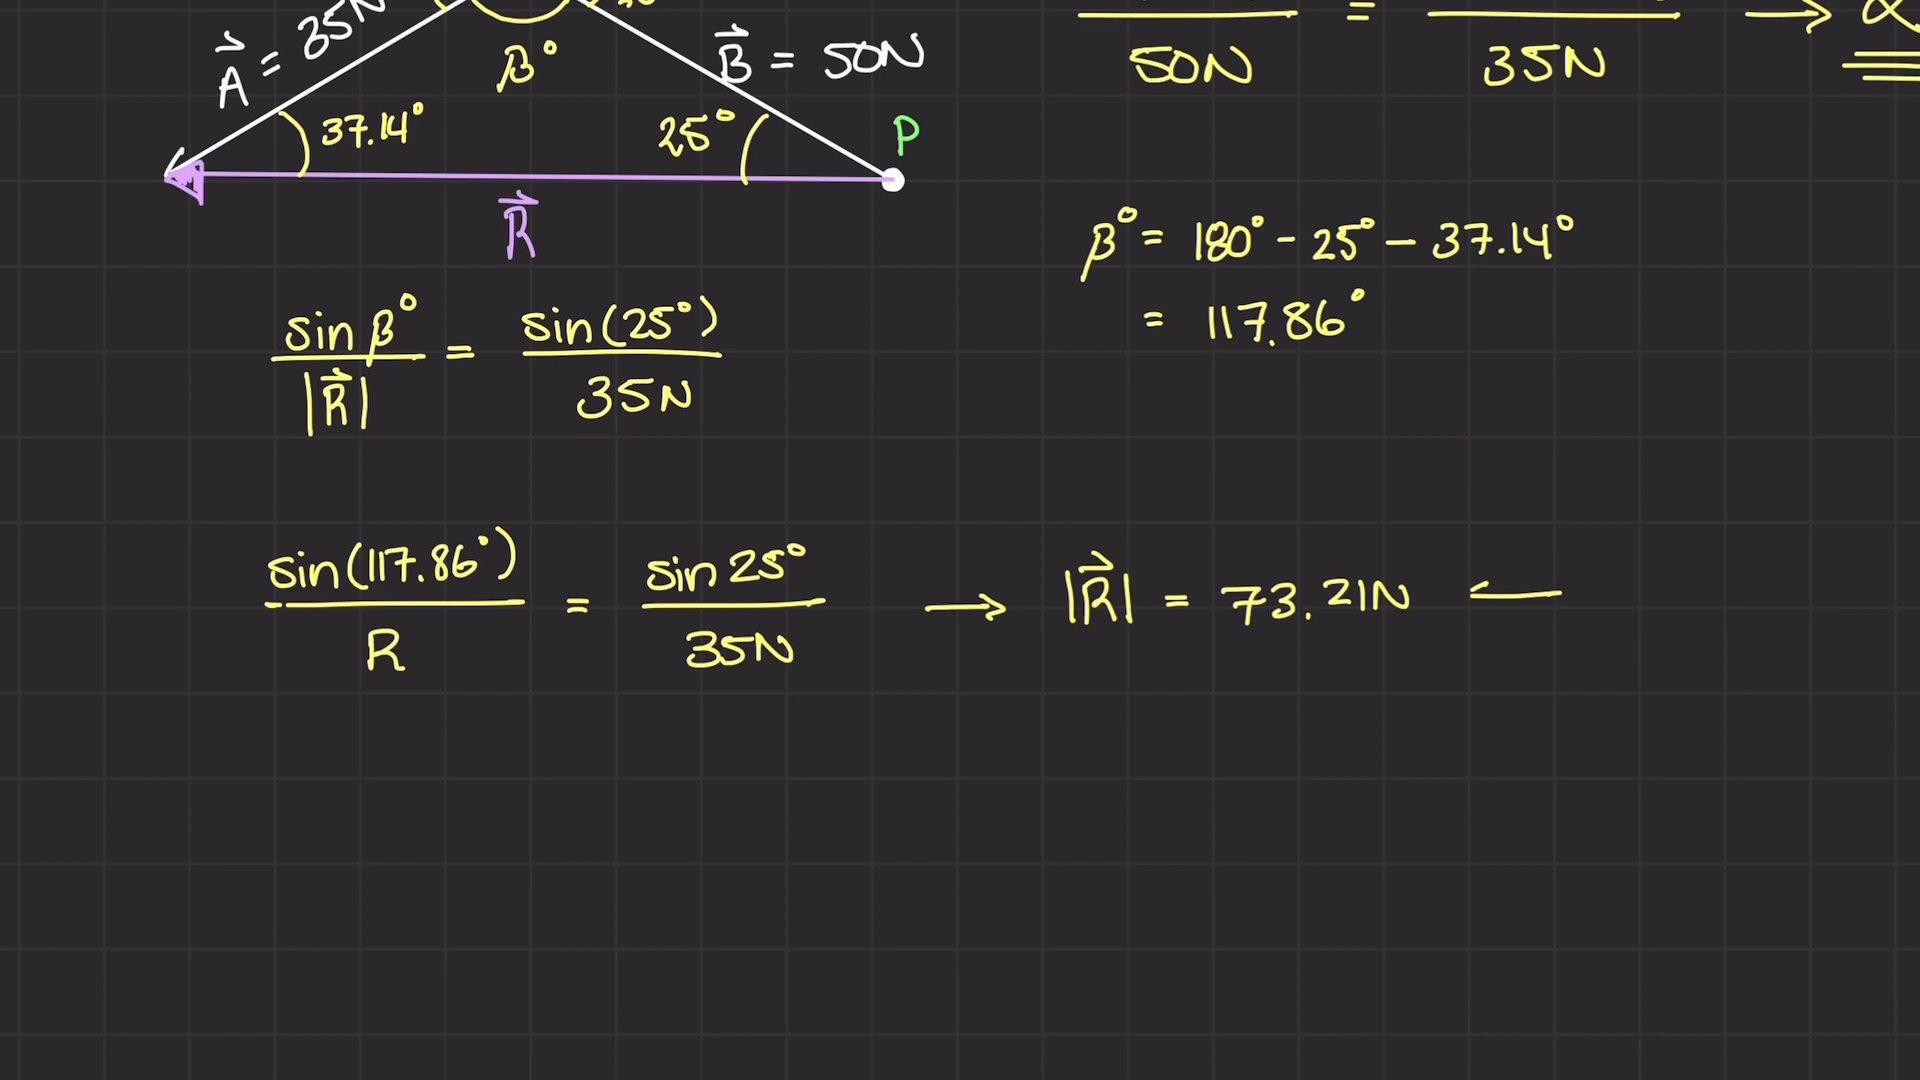 A⃗ = 35N
β°
B⃗ = 50N
37.14°
25°
P
R⃗
50N = 35N → α
β° = 180° - 25° - 37.14°
= 117.86°
sin β° / |R⃗| = sin(25°) / 35N
sin(117.86°) / R = sin 25° / 35N → |R⃗| = 73.21N ←